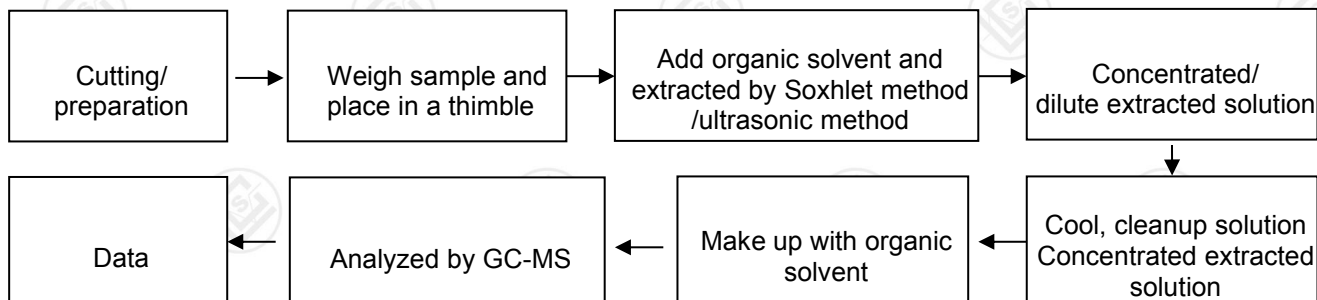 Cutting/
preparation
Weigh sample and
place in a thimble
Add organic solvent and
extracted by Soxhlet method
/ultrasonic method
Concentrated/
dilute extracted solution
Cool, cleanup solution
Concentrated extracted
solution
Make up with organic
solvent
Analyzed by GC-MS
Data